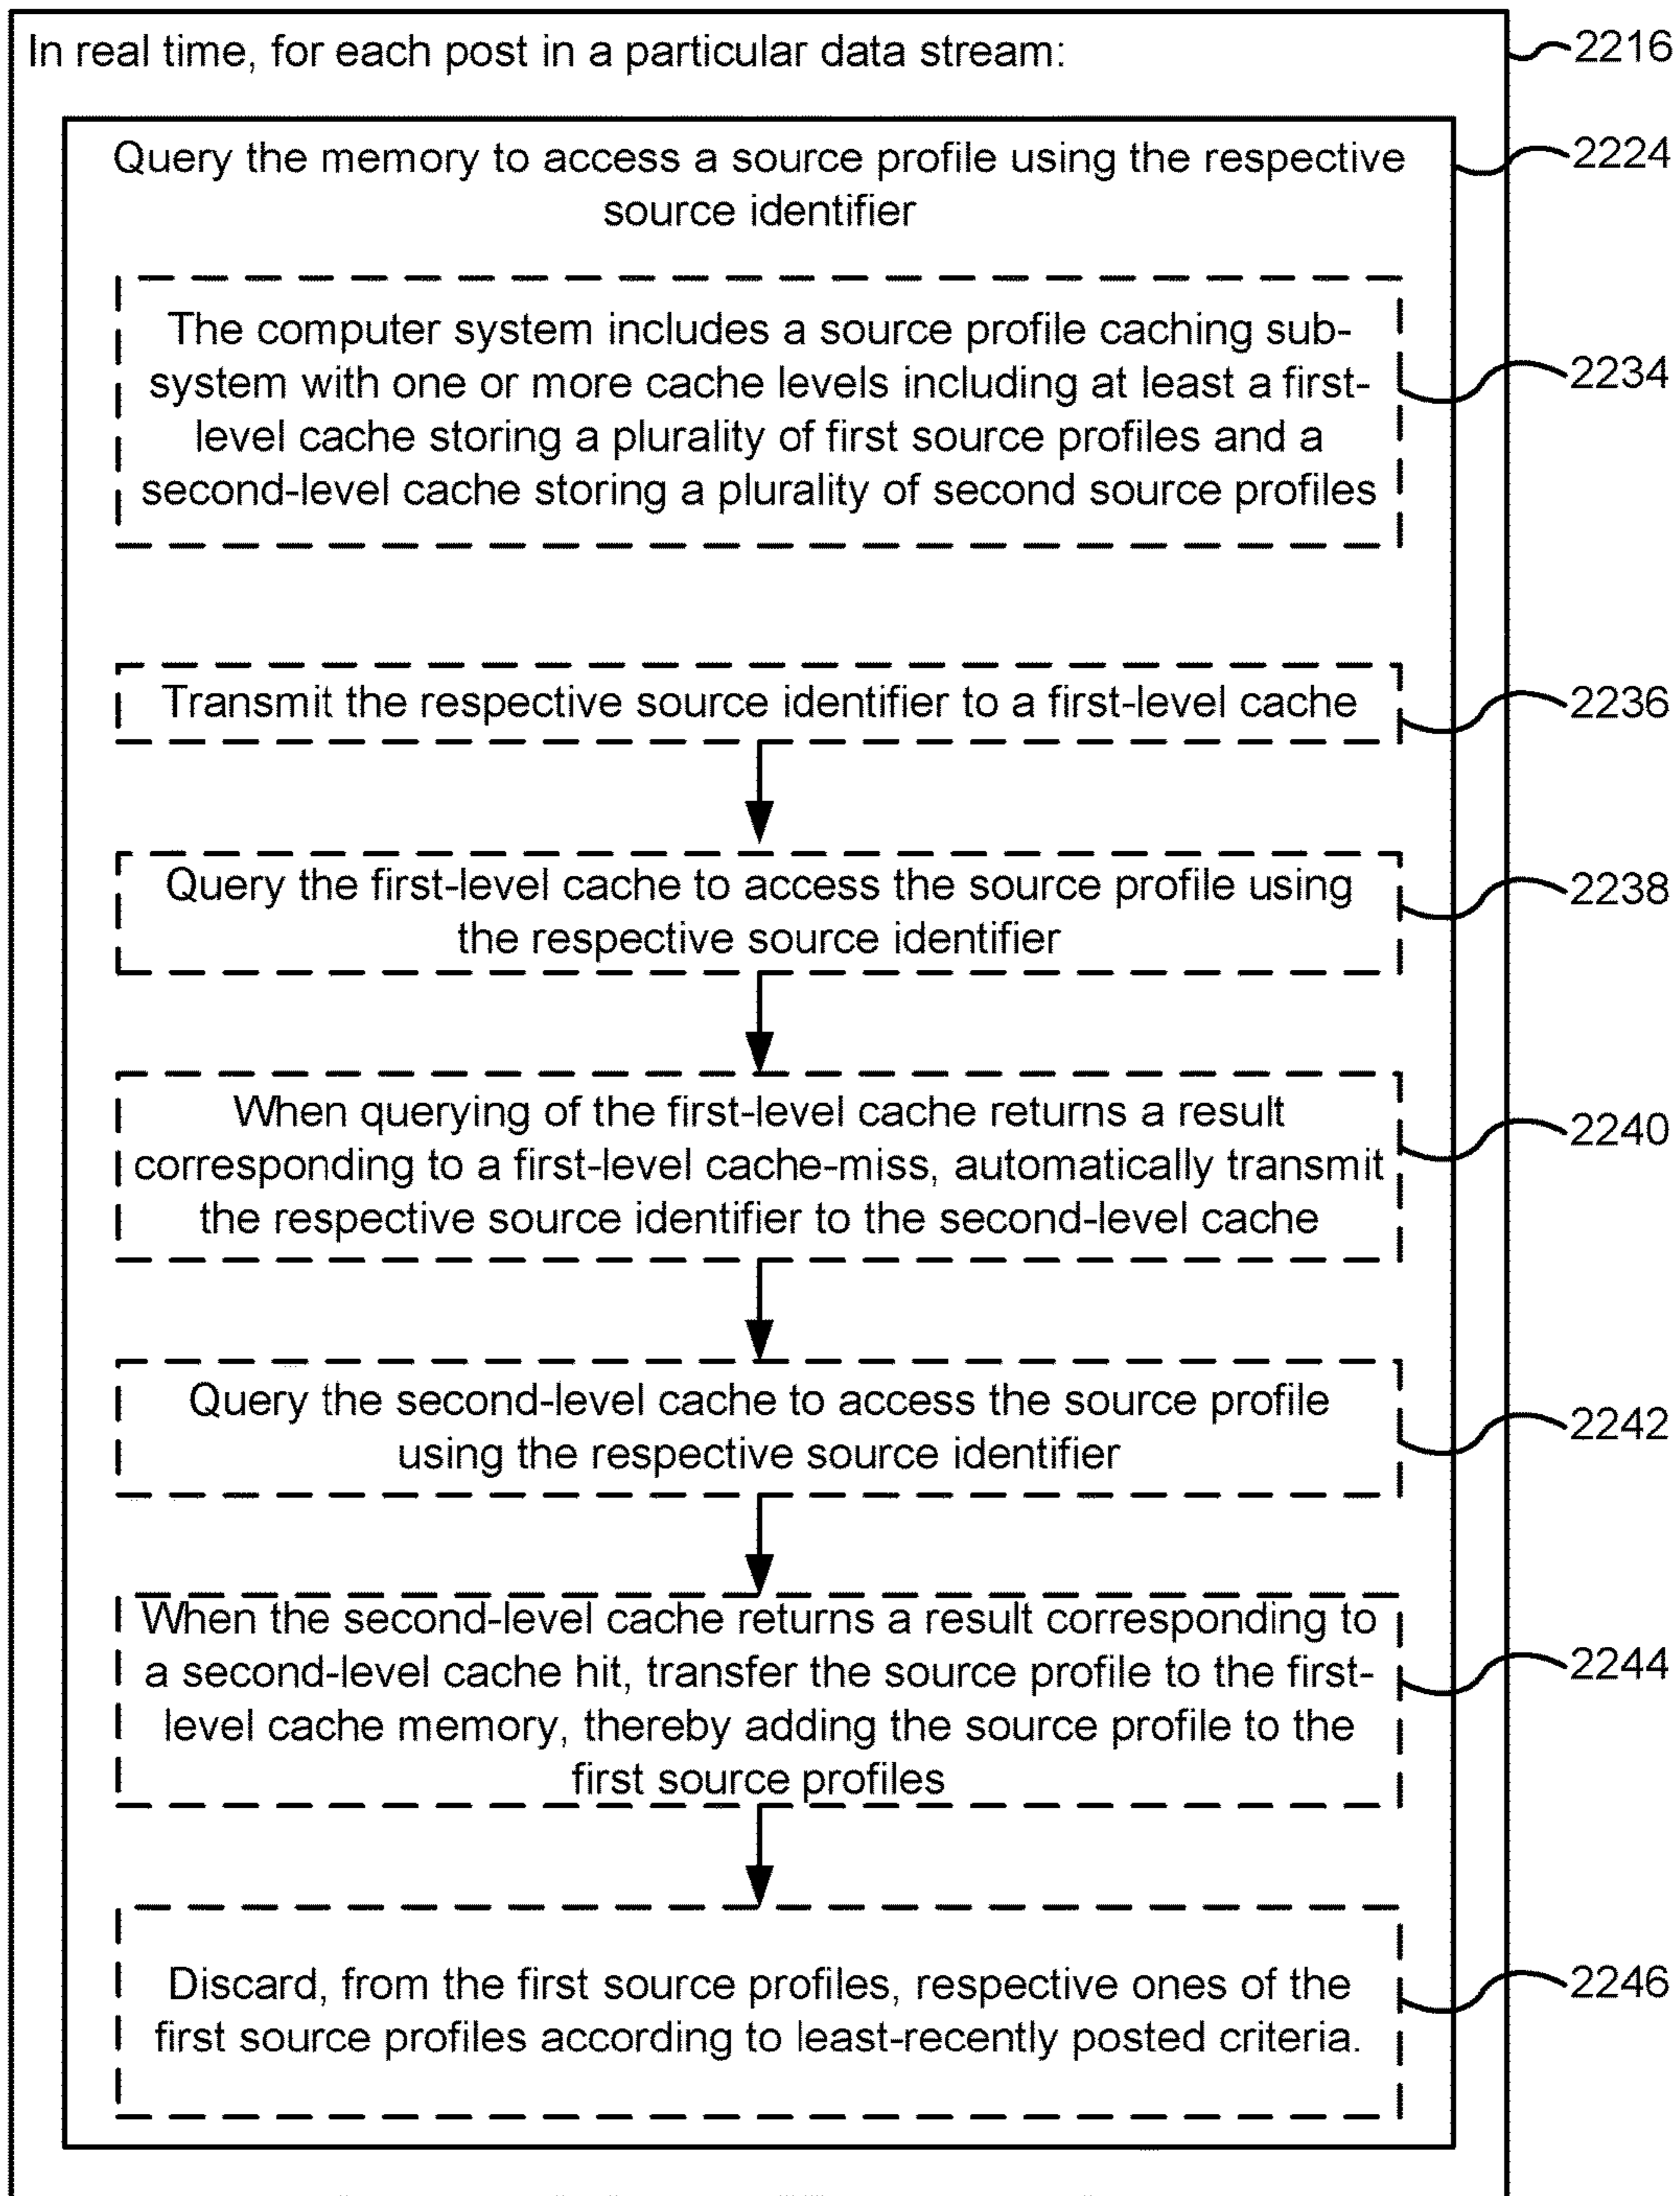 In real time, for each post in a particular data stream:
2216
Query the memory to access a source profile using the respective
source identifier
2224
The computer system includes a source profile caching sub-
system with one or more cache levels including at least a first-
level cache storing a plurality of first source profiles and a
second-level cache storing a plurality of second source profiles
2234
Transmit the respective source identifier to a first-level cache
2236
Query the first-level cache to access the source profile using
the respective source identifier
2238
When querying of the first-level cache returns a result
corresponding to a first-level cache-miss, automatically transmit
the respective source identifier to the second-level cache
2240
Query the second-level cache to access the source profile
using the respective source identifier
2242
When the second-level cache returns a result corresponding to
a second-level cache hit, transfer the source profile to the first-
level cache memory, thereby adding the source profile to the
first source profiles
2244
Discard, from the first source profiles, respective ones of the
first source profiles according to least-recently posted criteria.
2246